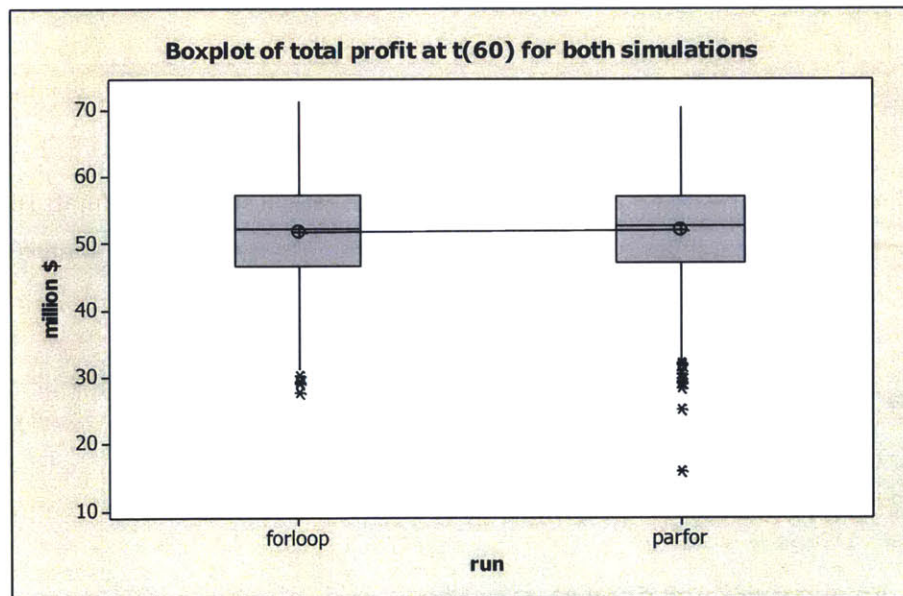 Boxplot of total profit at t(60) for both simulations
70
60
50
40
30
20
10
million $
forloop
parfor
run